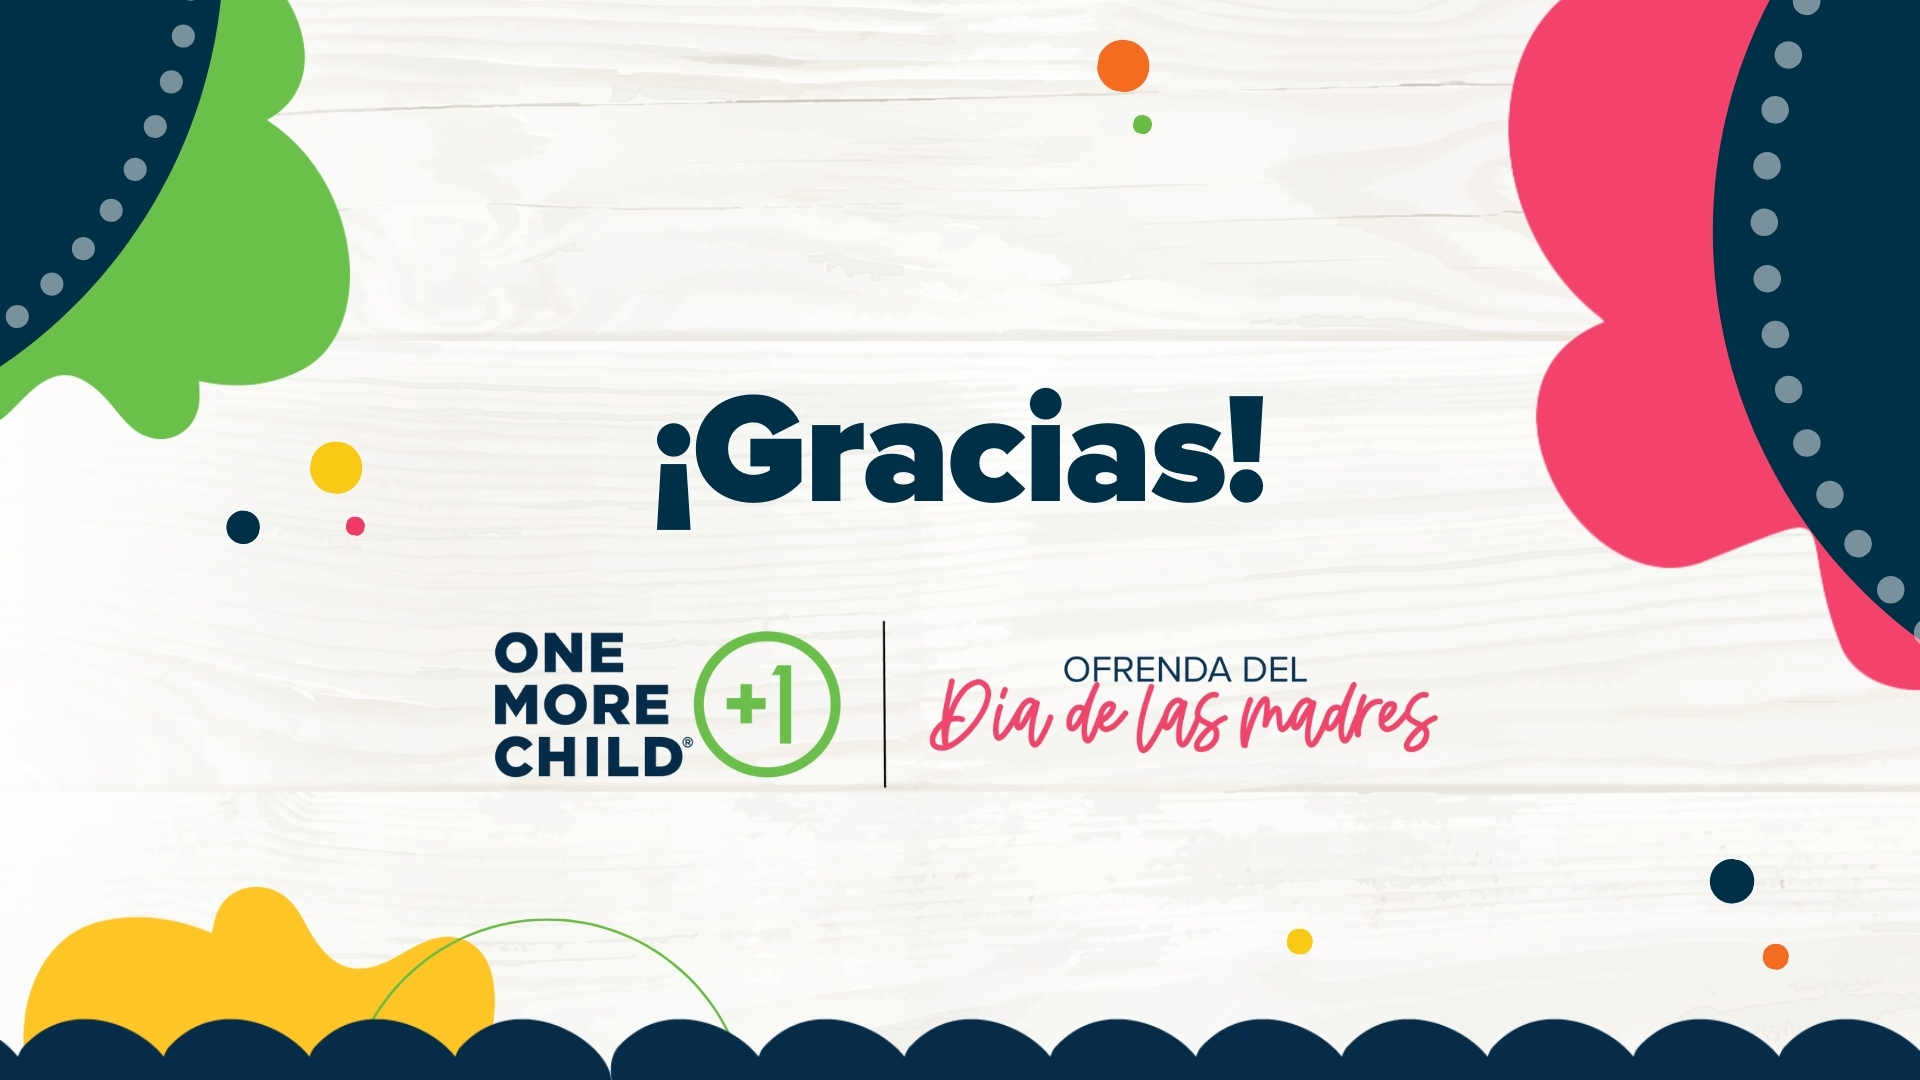 ¡Gracias!
ONE
MORE
CHILD®
+1
OFRENDA DEL
Dia de las madres